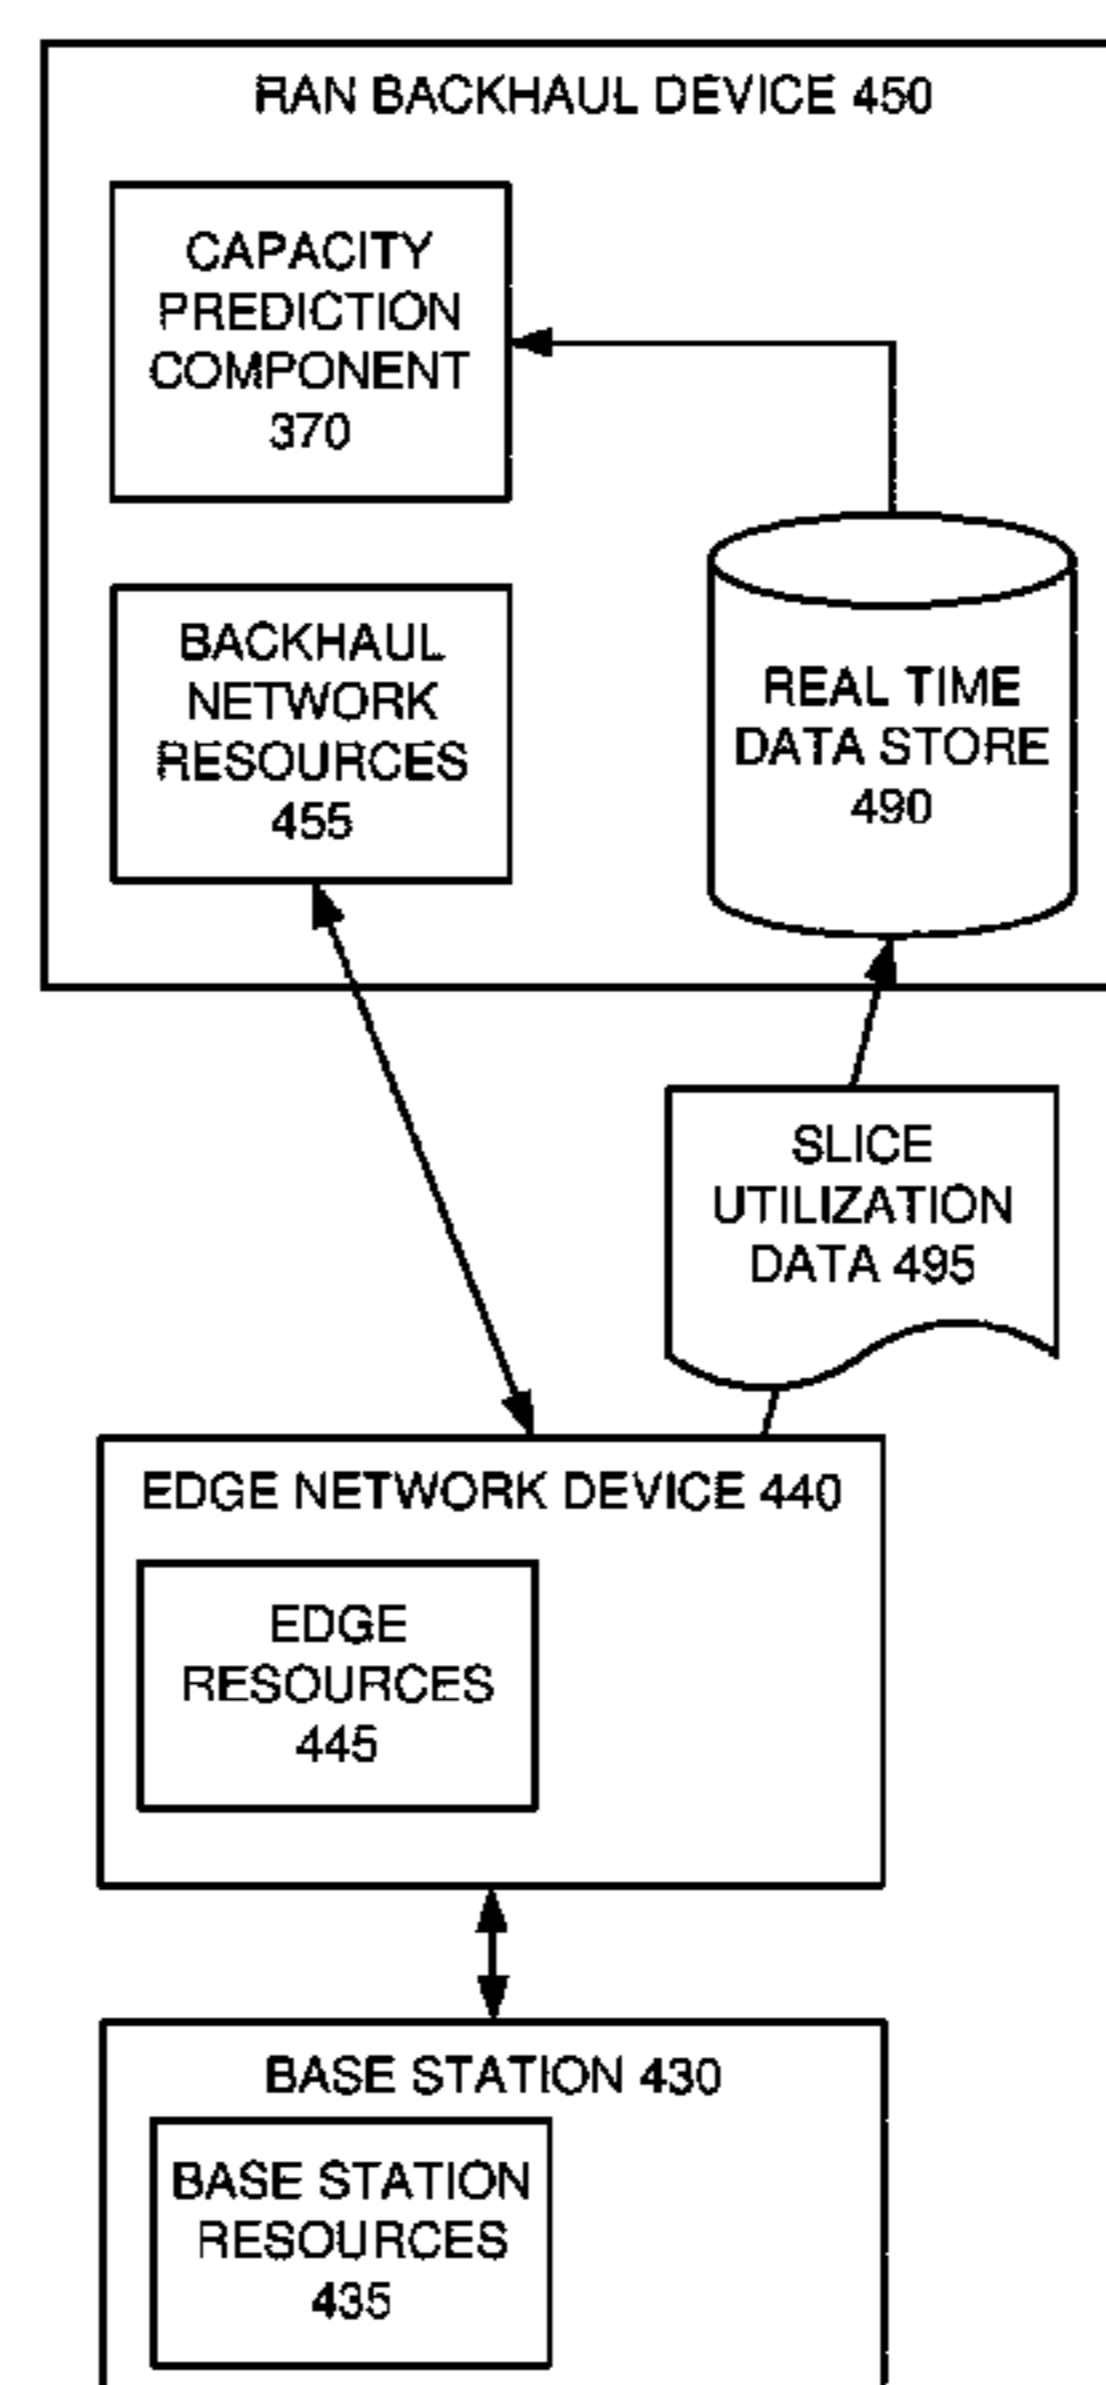 RAN BACKHAUL DEVICE 450
CAPACITY
PREDICTION
COMPONENT
370
BACKHAUL
NETWORK
RESOURCES
455
REAL TIME
DATA STORE
490
SLICE
UTILIZATION
DATA 495
EDGE NETWORK DEVICE 440
EDGE
RESOURCES
445
BASE STATION 430
BASE STATION
RESOURCES
435